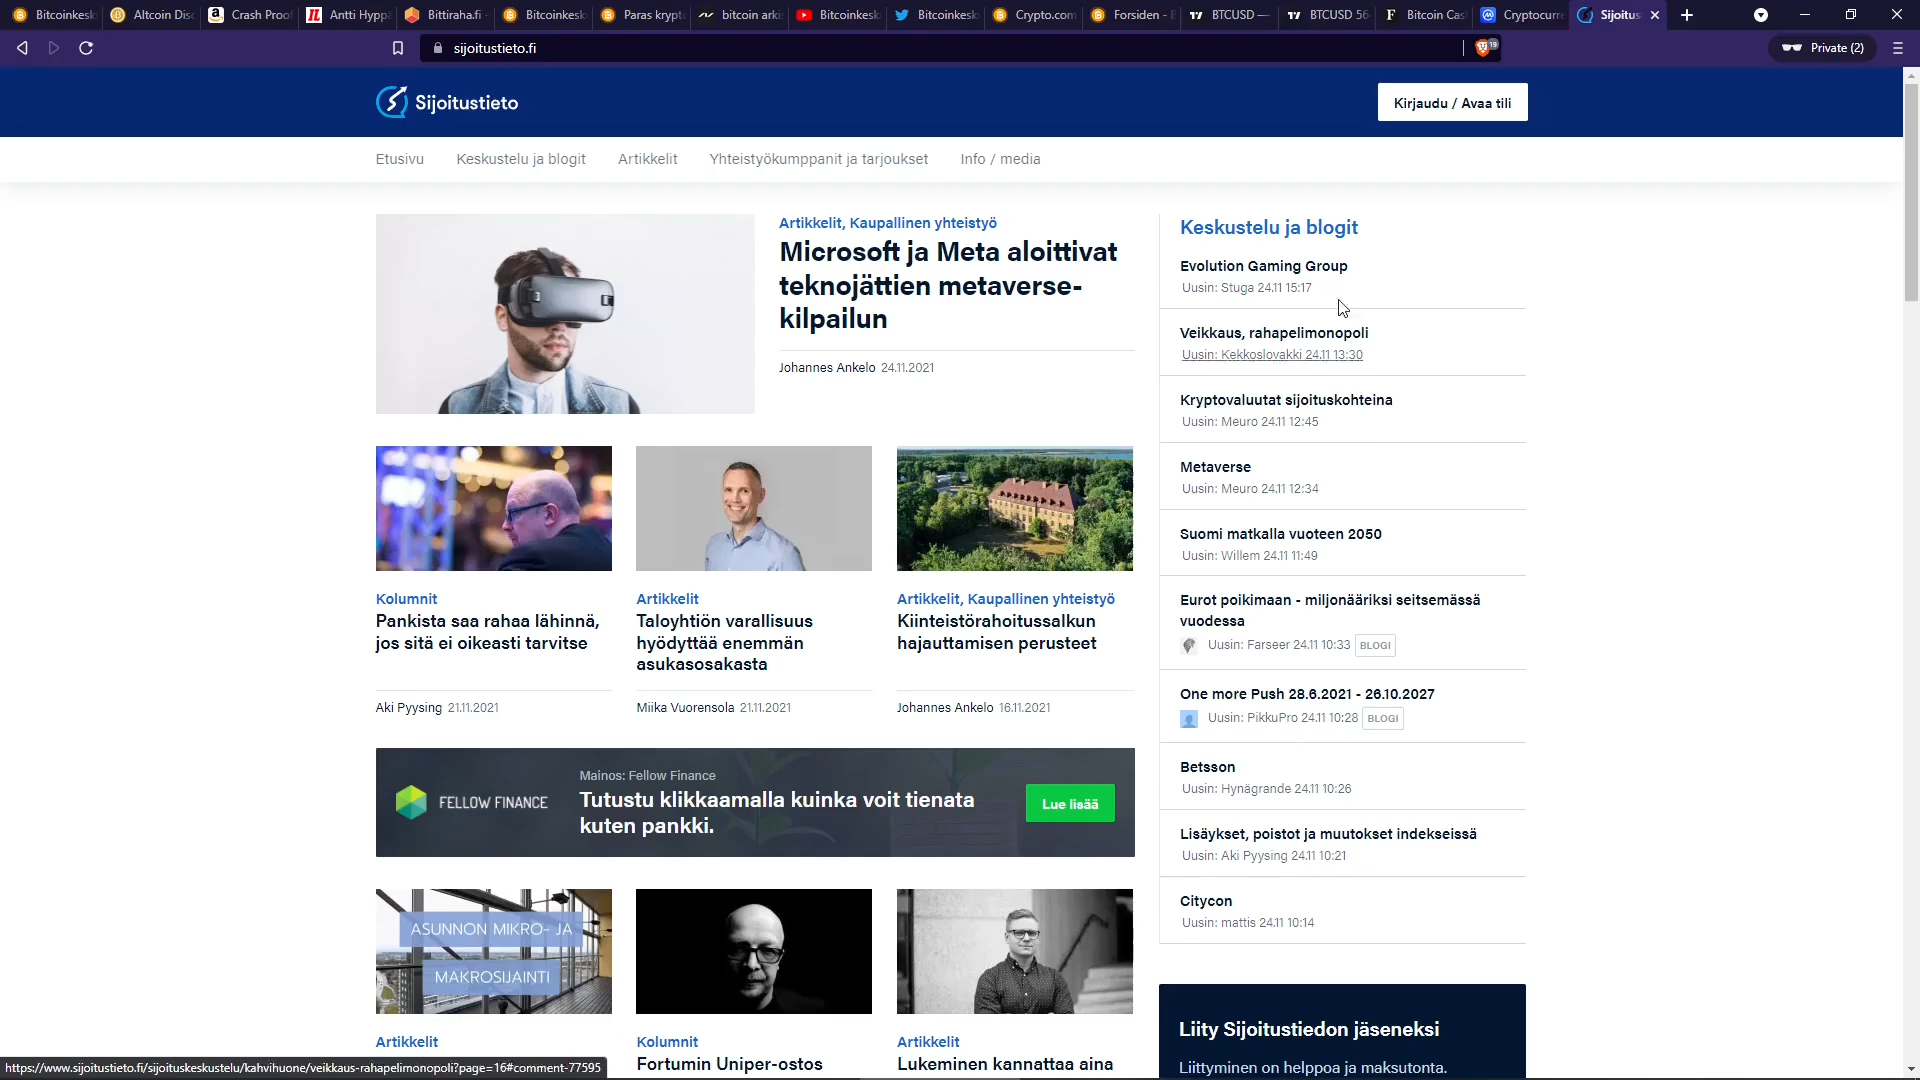 Bitcoinkesk
Altcoin Disc
Crash Proof
Antti Hyppä
Bittiraha.fi -
Bitcoinkesk
Paras krypt
bitcoin arki
Bitcoinkesk
Bitcoinkesk
Crypto.com
Forsiden - B
BTCUSD —
BTCUSD 56
Bitcoin Cas
Cryptocurre
Sijoitus
sijoitustieto.fi
19
Private (2)
Sijoitustieto
Kirjaudu / Avaa tili
Etusivu
Keskustelu ja blogit
Artikkelit
Yhteistyökumppanit ja tarjoukset
Info / media
Artikkelit, Kaupallinen yhteistyö
Microsoft ja Meta aloittivat
teknojättien metaverse-
kilpailun
Johannes Ankelo 24.11.2021
Kolumnit
Pankista saa rahaa lähinnä,
jos sitä ei oikeasti tarvitse
Aki Pyysing 21.11.2021
Artikkelit
Taloyhtiön varallisuus
hyödyttää enemmän
asukasosakasta
Miika Vuorensola 21.11.2021
Artikkelit, Kaupallinen yhteistyö
Kiinteistörahoitussalkun
hajauttamisen perusteet
Johannes Ankelo 16.11.2021
FELLOW FINANCE
Mainos: Fellow Finance
Tutustu klikkaamalla kuinka voit tienata
kuten pankki.
Lue lisää
ASUNNON MIKRO- JA
MAKROSIJAINTI
Artikkelit
Kolumnit
Fortumin Uniper-ostos
Artikkelit
Lukeminen kannattaa aina
Keskustelu ja blogit
Evolution Gaming Group
Uusin: Stuga 24.11 15:17
Veikkaus, rahapelimonopoli
Uusin: Kekkoslovakki 24.11 13:30
Kryptovaluutat sijoituskohteina
Uusin: Meuro 24.11 12:45
Metaverse
Uusin: Meuro 24.11 12:34
Suomi matkalla vuoteen 2050
Uusin: Willem 24.11 11:49
Eurot poikimaan - miljonääriksi seitsemässä
vuodessa
Uusin: Farseer 24.11 10:33 BLOGI
One more Push 28.6.2021 - 26.10.2027
Uusin: PikkuPro 24.11 10:28 BLOGI
Betsson
Uusin: Hynägrande 24.11 10:26
Lisäykset, poistot ja muutokset indekseissä
Uusin: Aki Pyysing 24.11 10:21
Citycon
Uusin: mattis 24.11 10:14
Liity Sijoitustiedon jäseneksi
Liittyminen on helppoa ja maksutonta.
https://www.sijoitustieto.fi/sijoituskeskustelu/kahvihuone/veikkaus-rahapelimonopoli?page=16#comment-77595